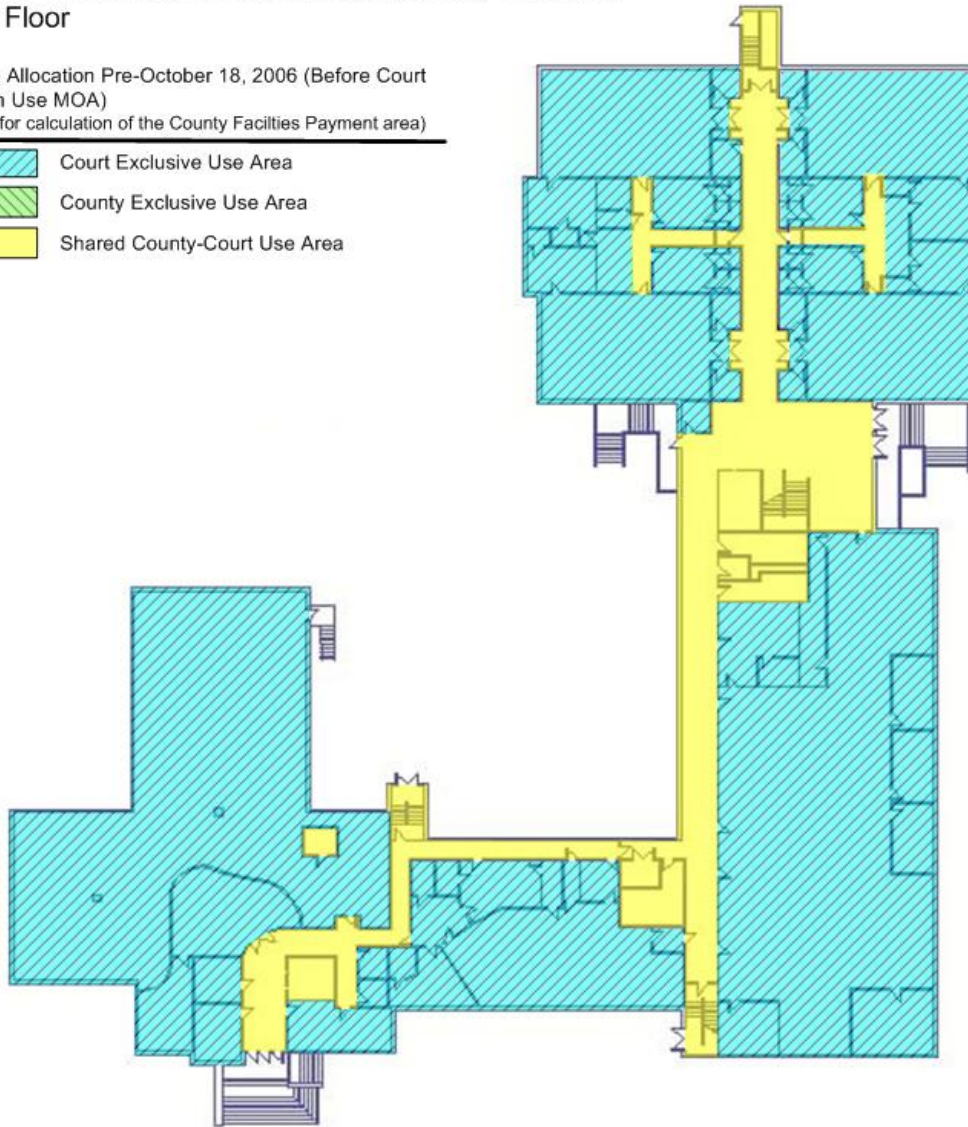 Floor
Allocation Pre-October 18, 2006 (Before Court
Use MOA)
for calculation of the County Facilties Payment area)
Court Exclusive Use Area
County Exclusive Use Area
Shared County-Court Use Area